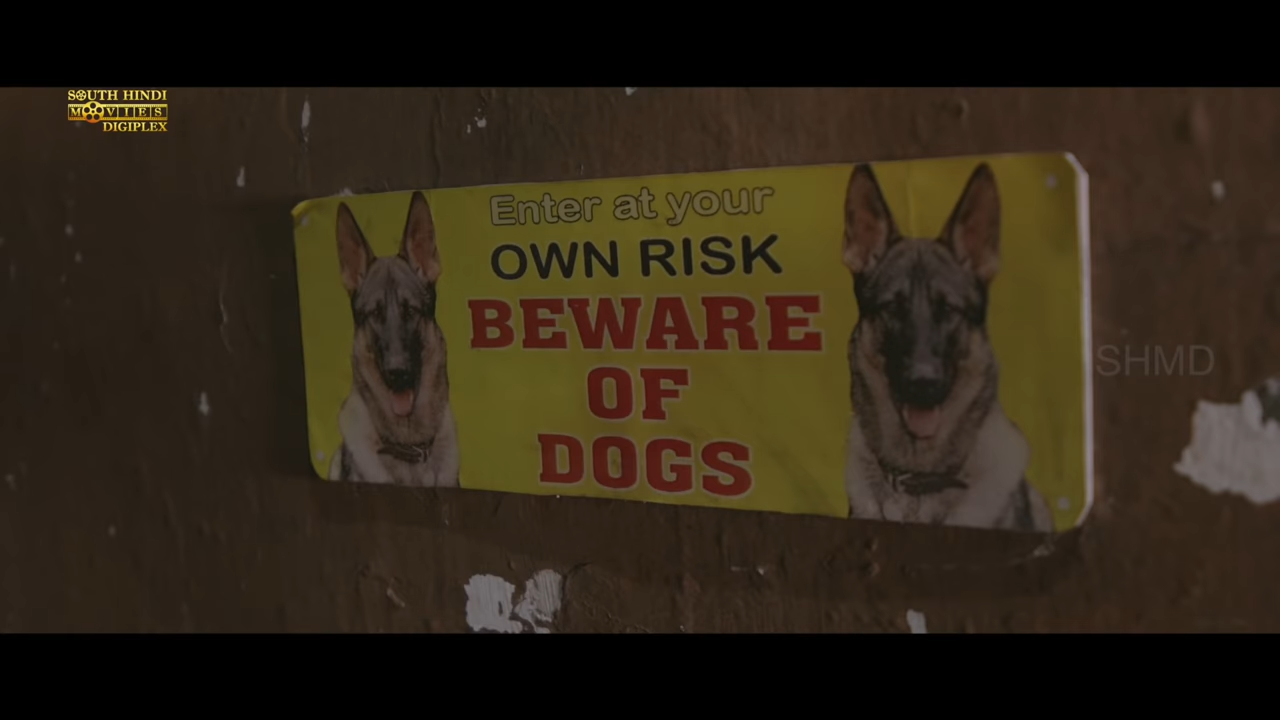 SOUTH HINDI
MOVIES
DIGIPLEX
Enter at your
OWN RISK
BEWARE
OF
DOGS
SHMD